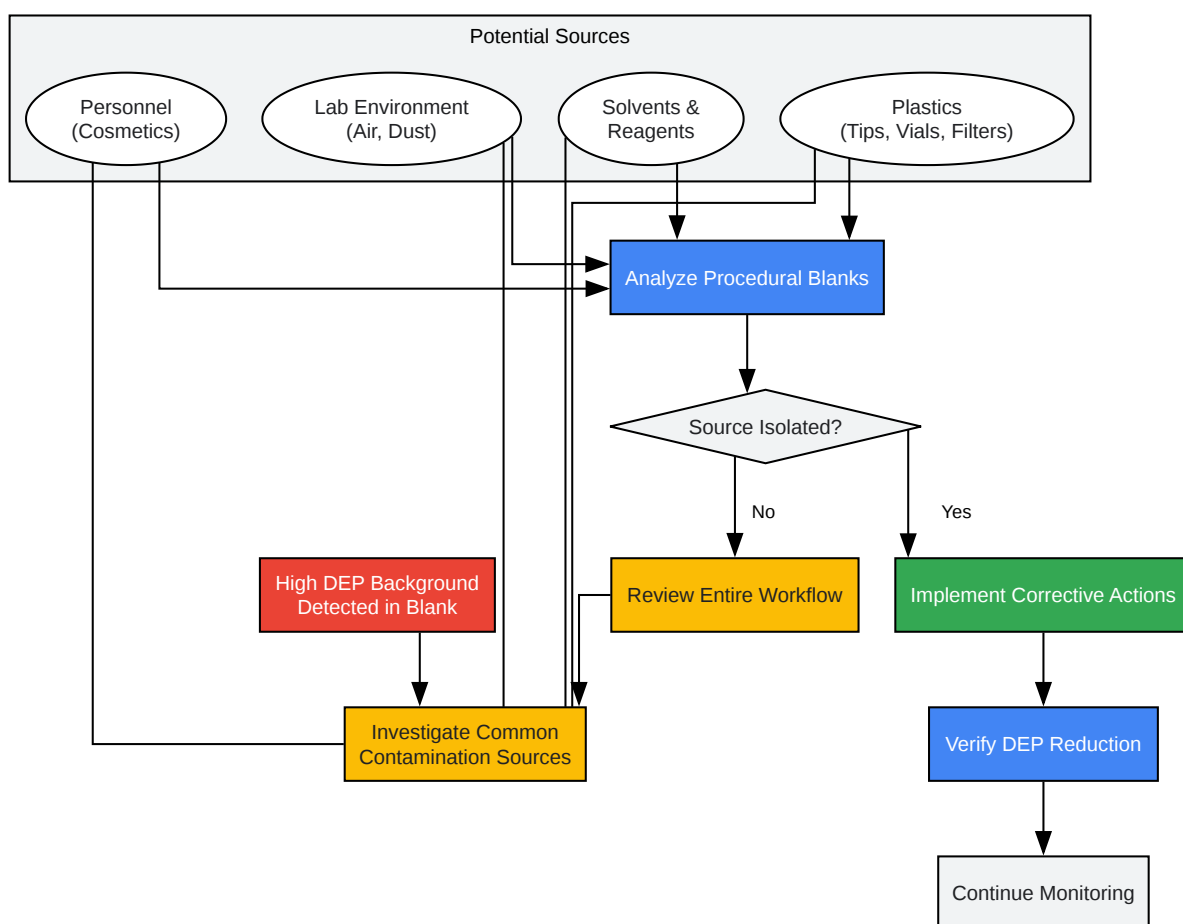 Potential Sources
Personnel
(Cosmetics)
Lab Environment
(Air, Dust)
Solvents &
Reagents
Plastics
(Tips, Vials, Filters)
Analyze Procedural Blanks
Source Isolated?
No
Yes
High DEP Background
Detected in Blank
Review Entire Workflow
Implement Corrective Actions
Investigate Common
Contamination Sources
Verify DEP Reduction
Continue Monitoring